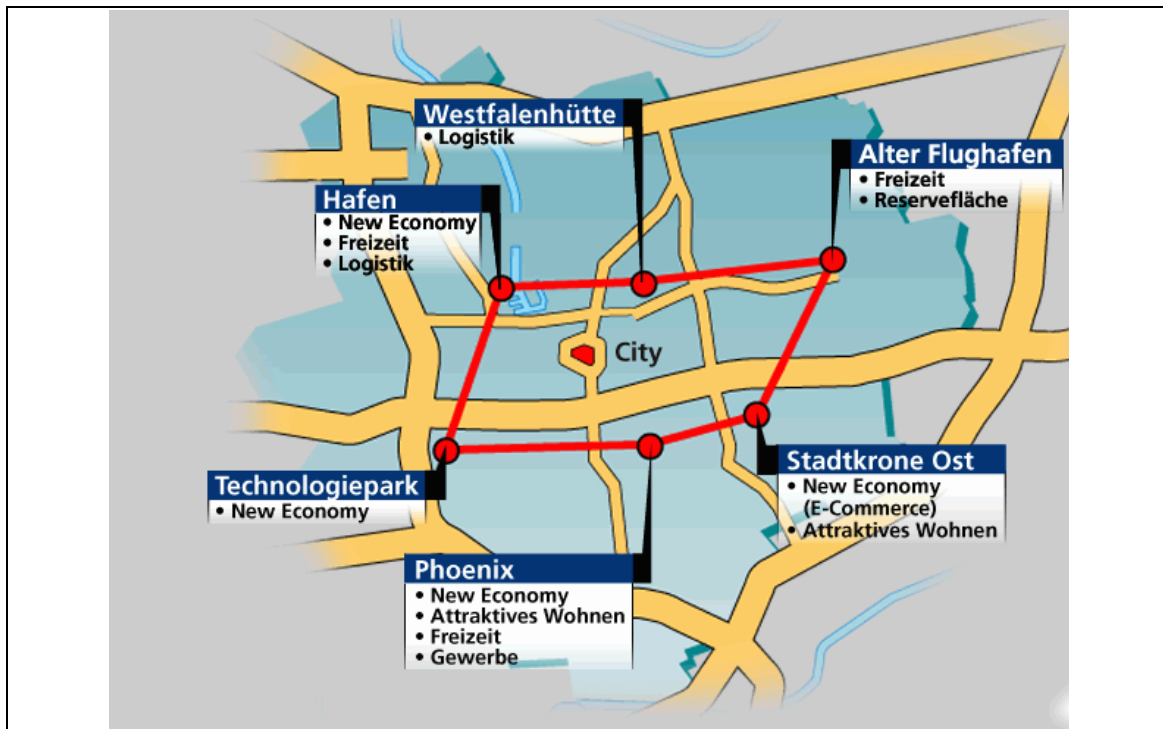 Westfalenhütte
• Logistik
Alter Flughafen
• Freizeit
• Reservefläche
Hafen
• New Economy
• Freizeit
• Logistik
City
Stadtkrone Ost
• New Economy
(E-Commerce)
• Attraktives Wohnen
Technologiepark
• New Economy
Phoenix
• New Economy
• Attraktives Wohnen
• Freizeit
• Gewerbe